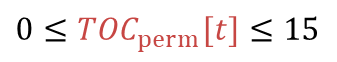 0 ≤ TOC_perm[t] ≤ 15